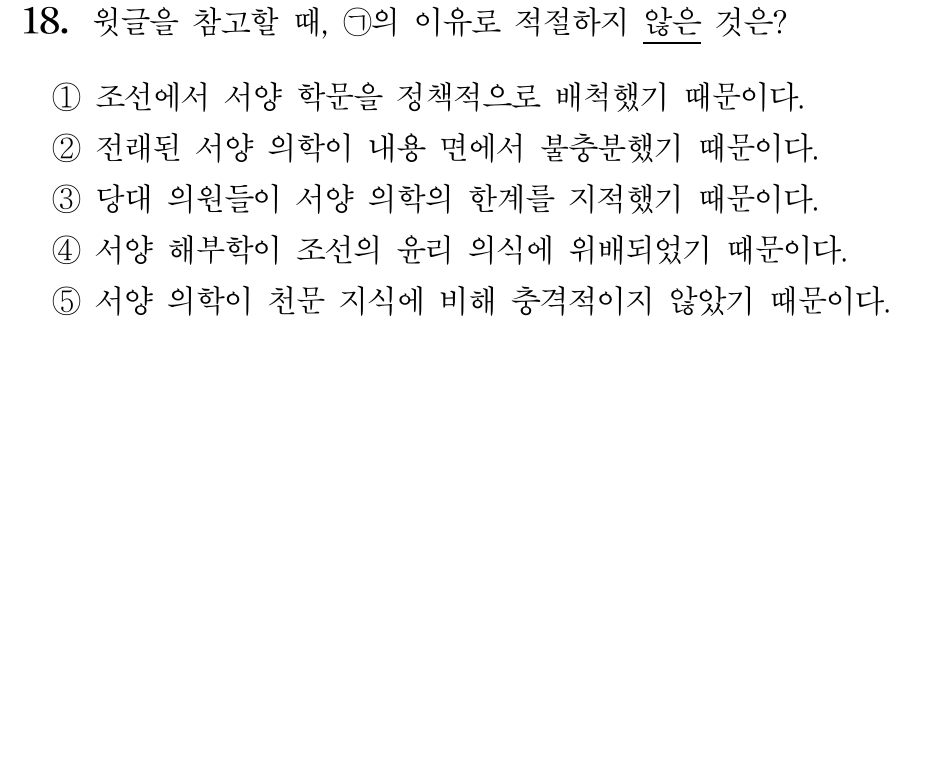 18. 윗글을 참고할 때, ㉠의 이유로 적절하지 않은 것은?
① 조선에서 서양 학문을 정책적으로 배척했기 때문이다.
② 전래된 서양 의학이 내용 면에서 불충분했기 때문이다.
③ 당대 의원들이 서양 의학의 한계를 지적했기 때문이다.
④ 서양 해부학이 조선의 윤리 의식에 위배되었기 때문이다.
⑤ 서양 의학이 천문 지식에 비해 충격적이지 않았기 때문이다.